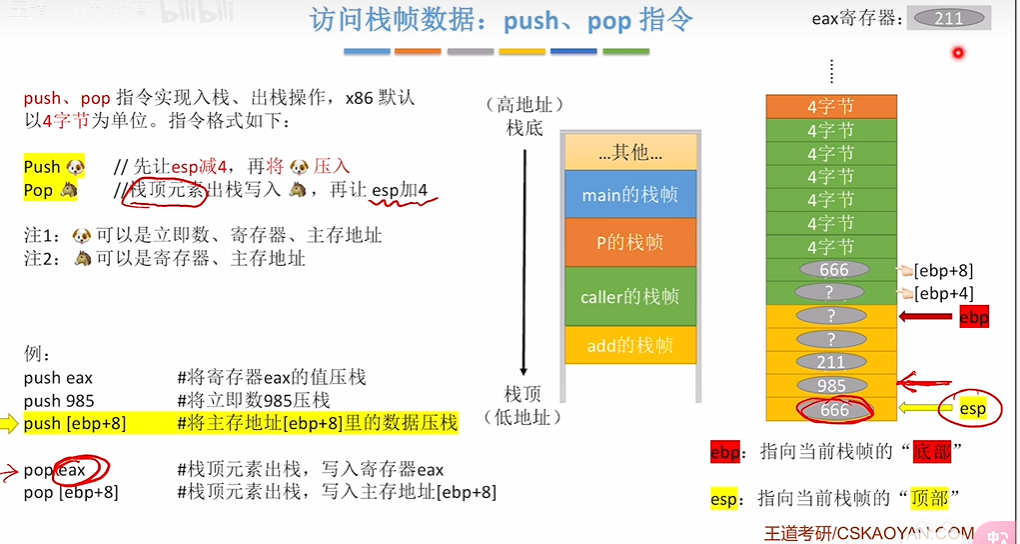 bilibili
访问栈帧数据：push、pop 指令
eax寄存器：
211
push、pop 指令实现入栈、出栈操作，x86 默认
以4字节为单位。指令格式如下：
Push 🐶 // 先让esp减4，再将 🐶 压入
Pop 🐴 //栈顶元素出栈写入 🐴，再让 esp加4
注1：🐶 可以是立即数、寄存器、主存地址
注2：🐴 可以是寄存器、主存地址
例：
push eax #将寄存器eax的值压栈
push 985 #将立即数985压栈
push [ebp+8] #将主存地址[ebp+8]里的数据压栈
pop eax #栈顶元素出栈，写入寄存器eax
pop [ebp+8] #栈顶元素出栈，写入主存地址[ebp+8]
（高地址）
栈底
...其他...
main的栈帧
P的栈帧
caller的栈帧
add的栈帧
栈顶
（低地址）
4字节
4字节
4字节
4字节
4字节
4字节
4字节
666 [ebp+8]
? [ebp+4]
? ebp
?
211
985
666 esp
ebp：指向当前栈帧的“底部”
esp：指向当前栈帧的“顶部”
王道考研/CSKAOYAN.COM